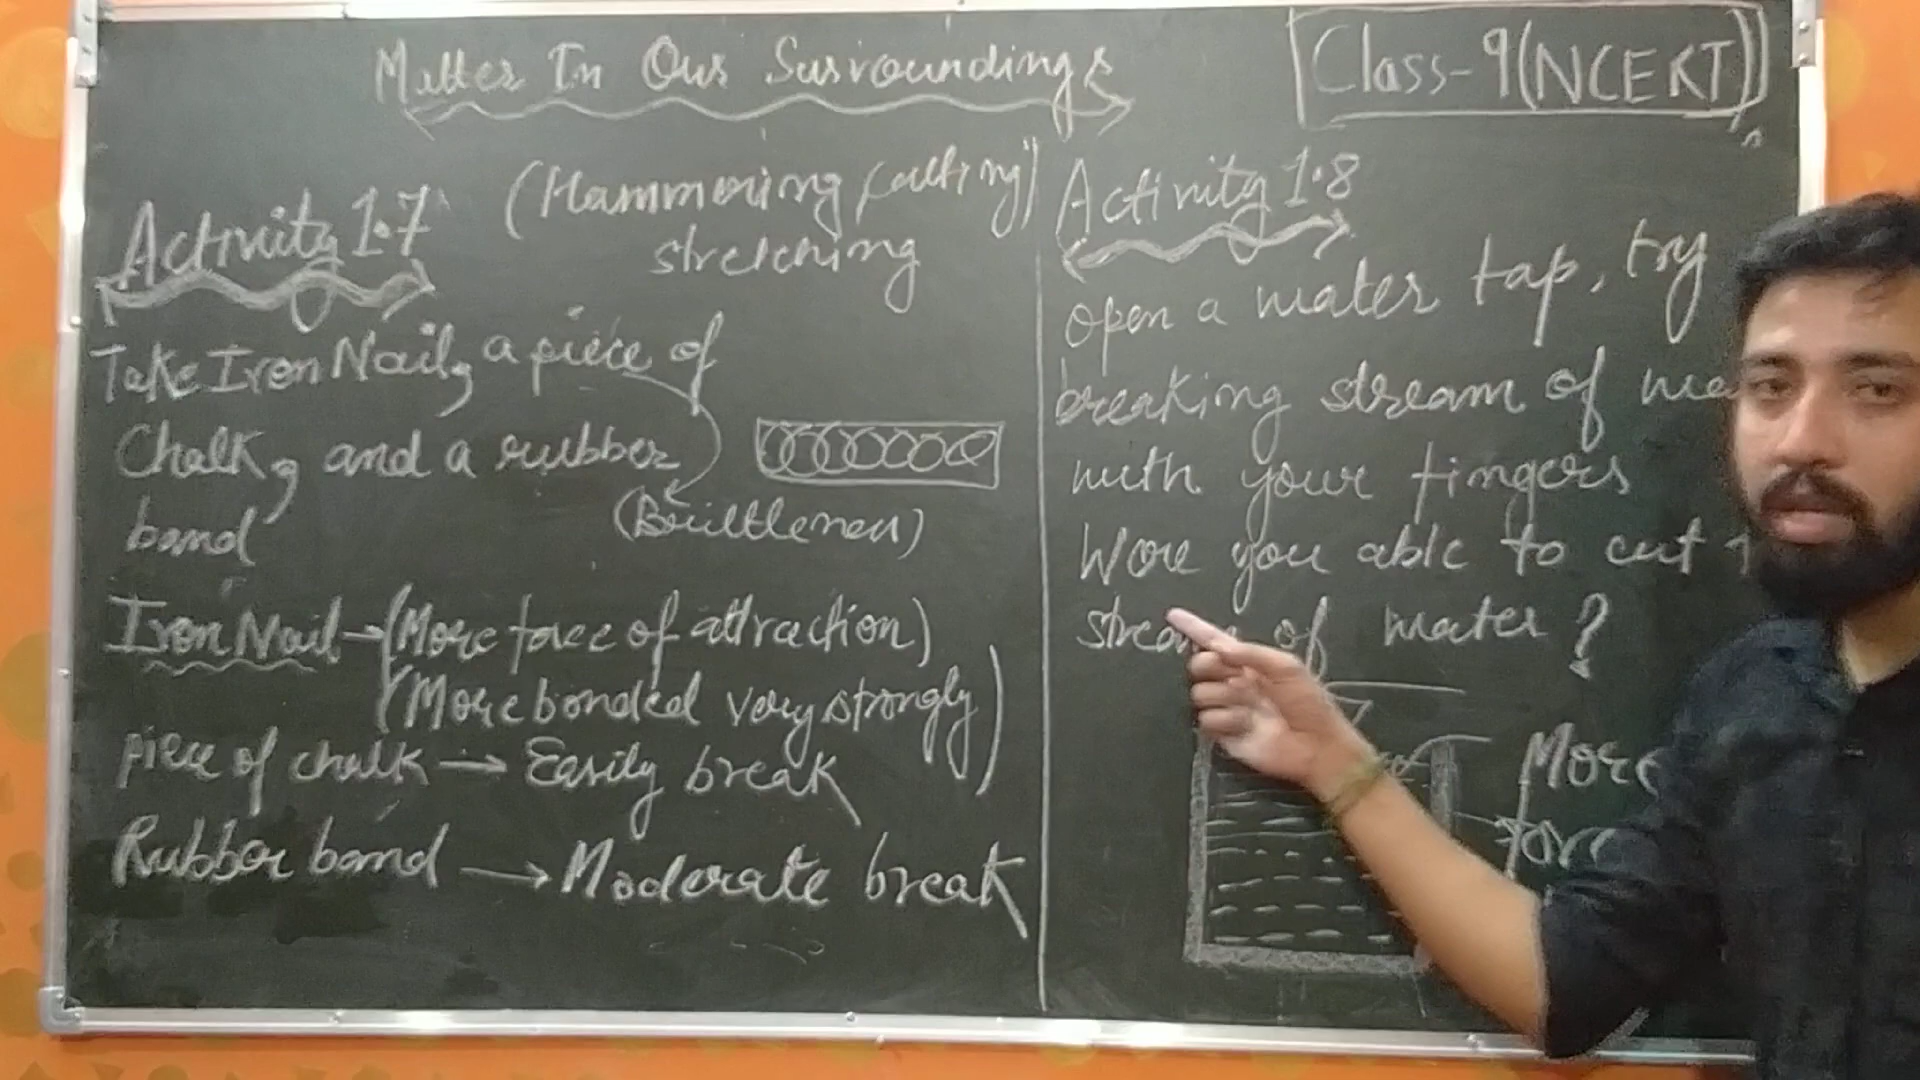 Matter In Our Surroundings
Class-9(NCERT)
Activity 1.7
(Hammering, cutting)
stretching
Take Iron Nail, a piece of
Chalk, and a rubber
band
(Brittleness)
Iron Nail → (More force of attraction)
(More bonded very strongly)
piece of chalk → Easily break
Rubber band → Moderate break
Activity 1.8
open a water tap, try
breaking stream of wa
with your fingers
Were you able to cut
stream of water?
More
forc